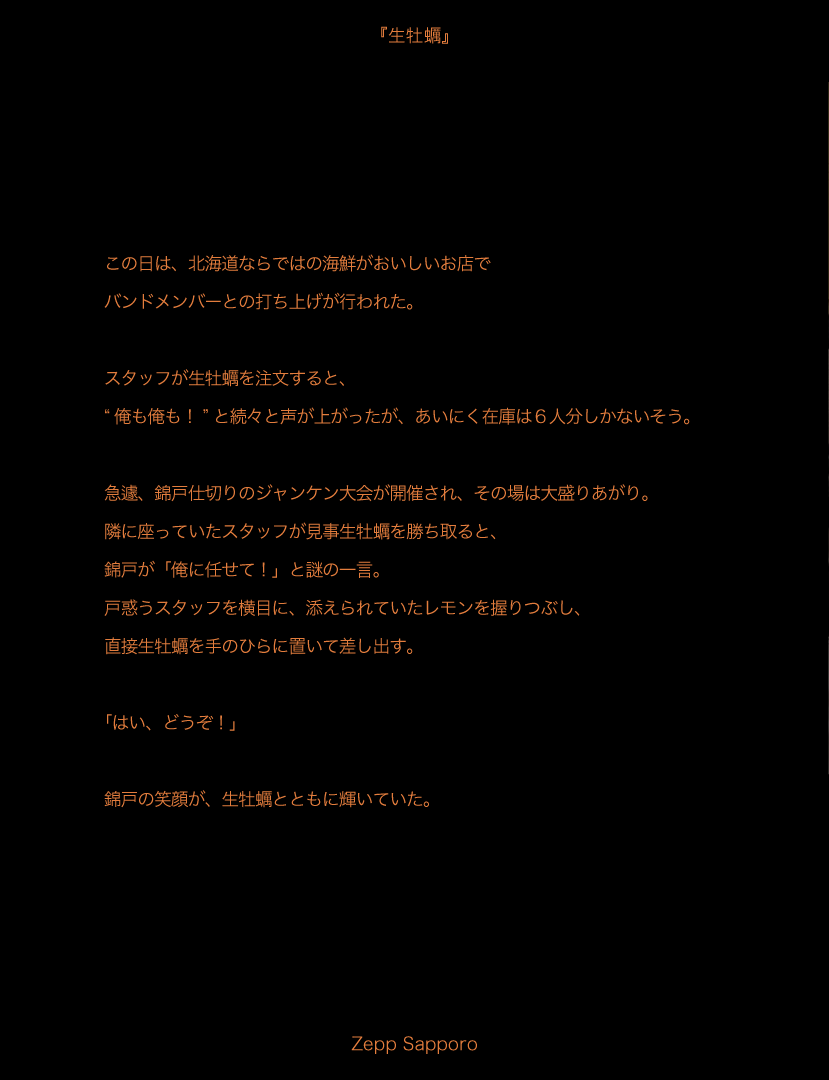 『生牡蠣』
この日は、北海道ならではの海鮮がおいしいお店で
バンドメンバーとの打ち上げが行われた。
スタッフが生牡蠣を注文すると、
“ 俺も俺も！ ” と続々と声が上がったが、あいにく在庫は６人分しかないそう。
急遽、錦戸仕切りのジャンケン大会が開催され、その場は大盛りあがり。
隣に座っていたスタッフが見事生牡蠣を勝ち取ると、
錦戸が「俺に任せて！」と謎の一言。
戸惑うスタッフを横目に、添えられていたレモンを握りつぶし、
直接生牡蠣を手のひらに置いて差し出す。
「はい、どうぞ！」
錦戸の笑顔が、生牡蠣とともに輝いていた。
Zepp Sapporo